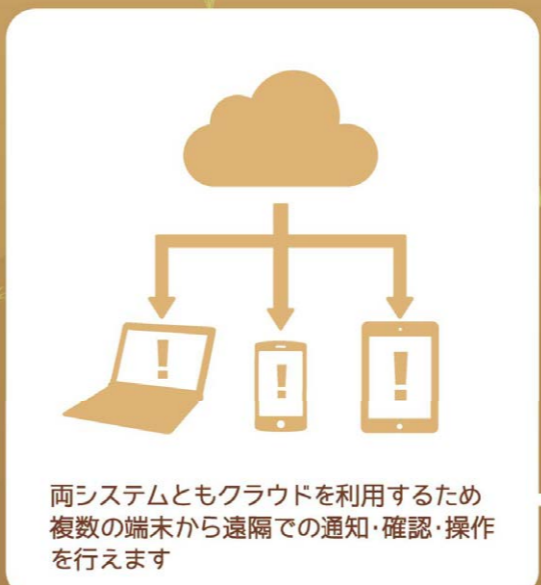 両システムともクラウドを利用するため
複数の端末から遠隔での通知・確認・操作
を行えます